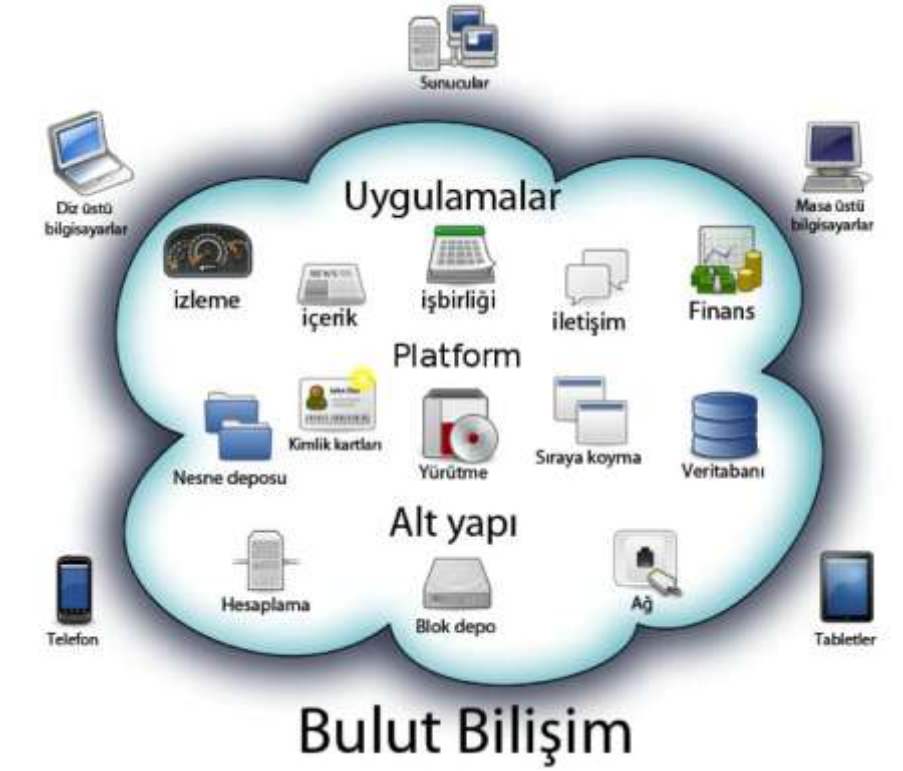 Sunucular
Diz üstü
bilgisayarlar
Masa üstü
bilgisayarlar
Uygulamalar
izleme
NEWS
içerik
işbirliği
iletişim
Finans
Platform
Nesne deposu
Kimlik kartları
Yürütme
Sıraya koyma
Veritabanı
Alt yapı
Hesaplama
Blok depo
Ağ
Telefon
Tabletler
Bulut Bilişim